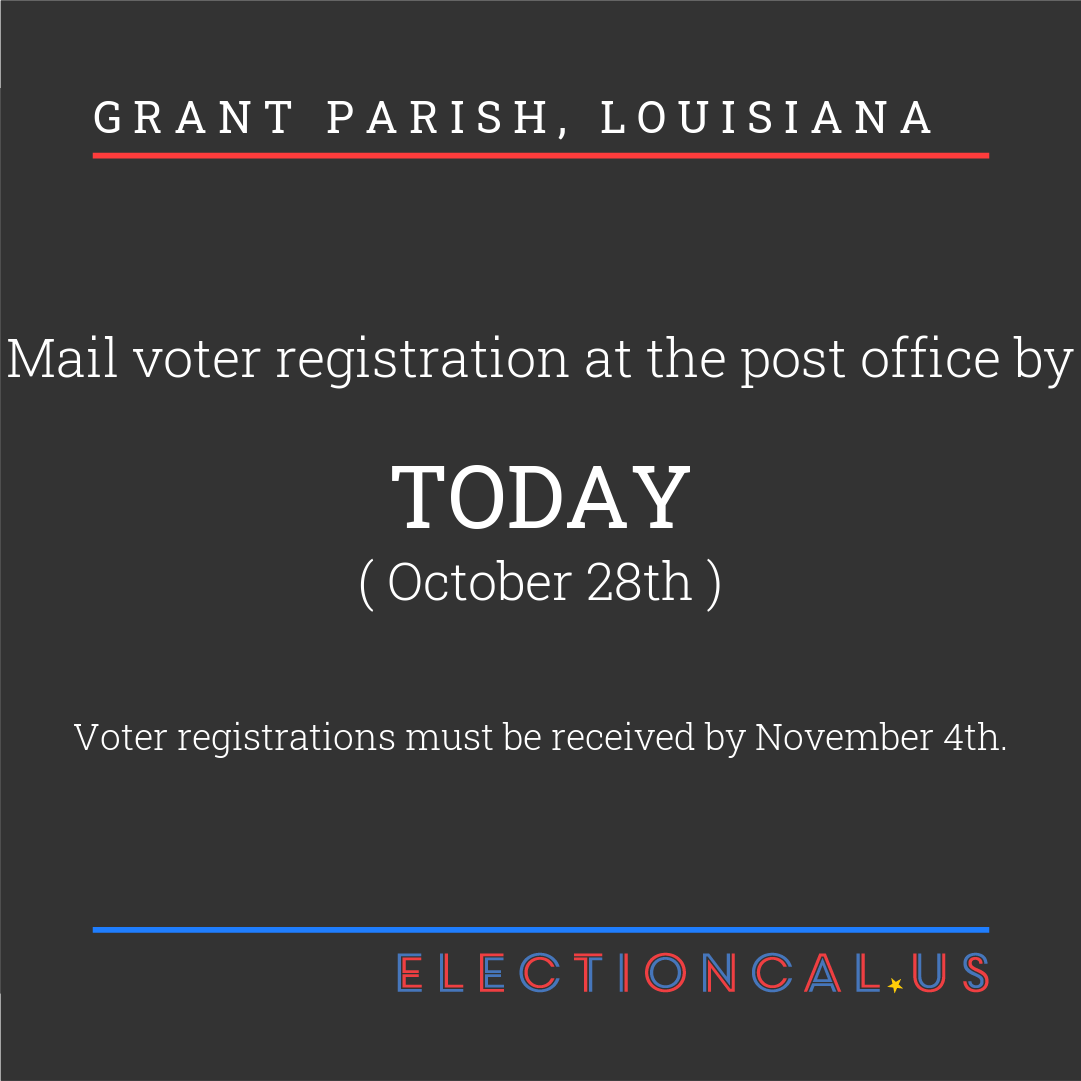 GRANT PARISH, LOUISIANA
Mail voter registration at the post office by
TODAY
( October 28th )
Voter registrations must be received by November 4th.
ELECTIONCAL.US